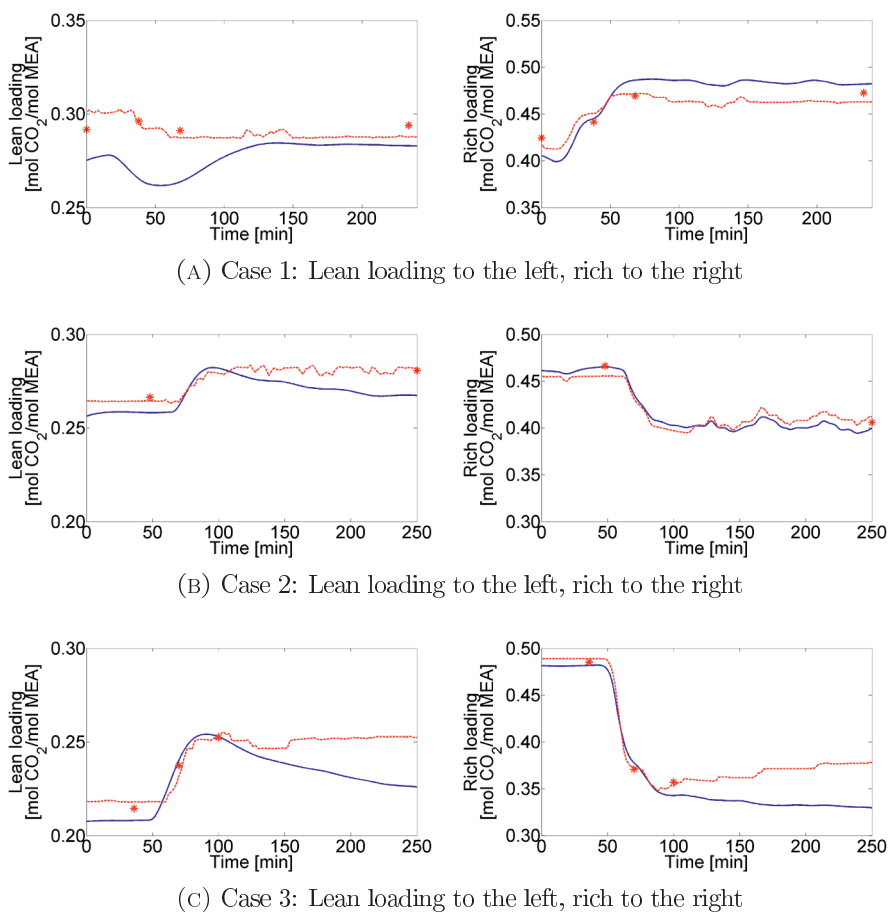 Lean loading
[mol CO2/mol MEA]
0.35
0.30
0.25
0 50 100 150 200
Time [min]
Rich loading
[mol CO2/mol MEA]
0.55
0.50
0.45
0.40
0.35
0 50 100 150 200
Time [min]
(A) Case 1: Lean loading to the left, rich to the right
Lean loading
[mol CO2/mol MEA]
0.30
0.25
0.20
0 50 100 150 200 250
Time [min]
Rich loading
[mol CO2/mol MEA]
0.50
0.45
0.40
0.35
0.30
0 50 100 150 200 250
Time [min]
(B) Case 2: Lean loading to the left, rich to the right
Lean loading
[mol CO2/mol MEA]
0.30
0.25
0.20
0 50 100 150 200 250
Time [min]
Rich loading
[mol CO2/mol MEA]
0.50
0.45
0.40
0.35
0.30
0 50 100 150 200 250
Time [min]
(C) Case 3: Lean loading to the left, rich to the right